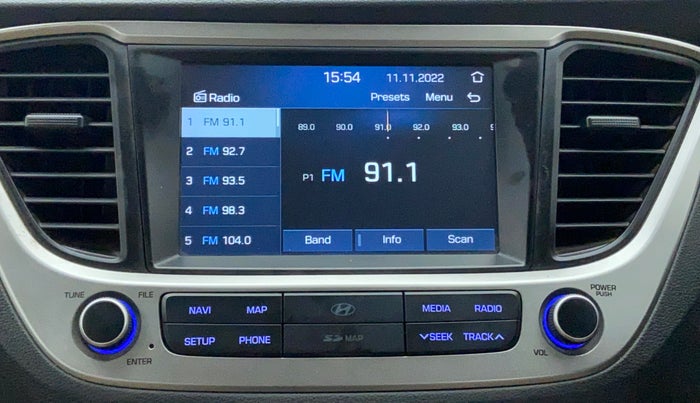 15:54 11.11.2022
Radio Presets Menu
1 FM 91.1
89.0 90.0 91.0 92.0 93.0
2 FM 92.7
3 FM 93.5
P1 FM 91.1
4 FM 98.3
5 FM 104.0
Band Info Scan
TUNE FILE
ENTER
NAVI MAP
SETUP PHONE
SD MAP
MEDIA RADIO
SEEK TRACK
POWER
PUSH
VOL